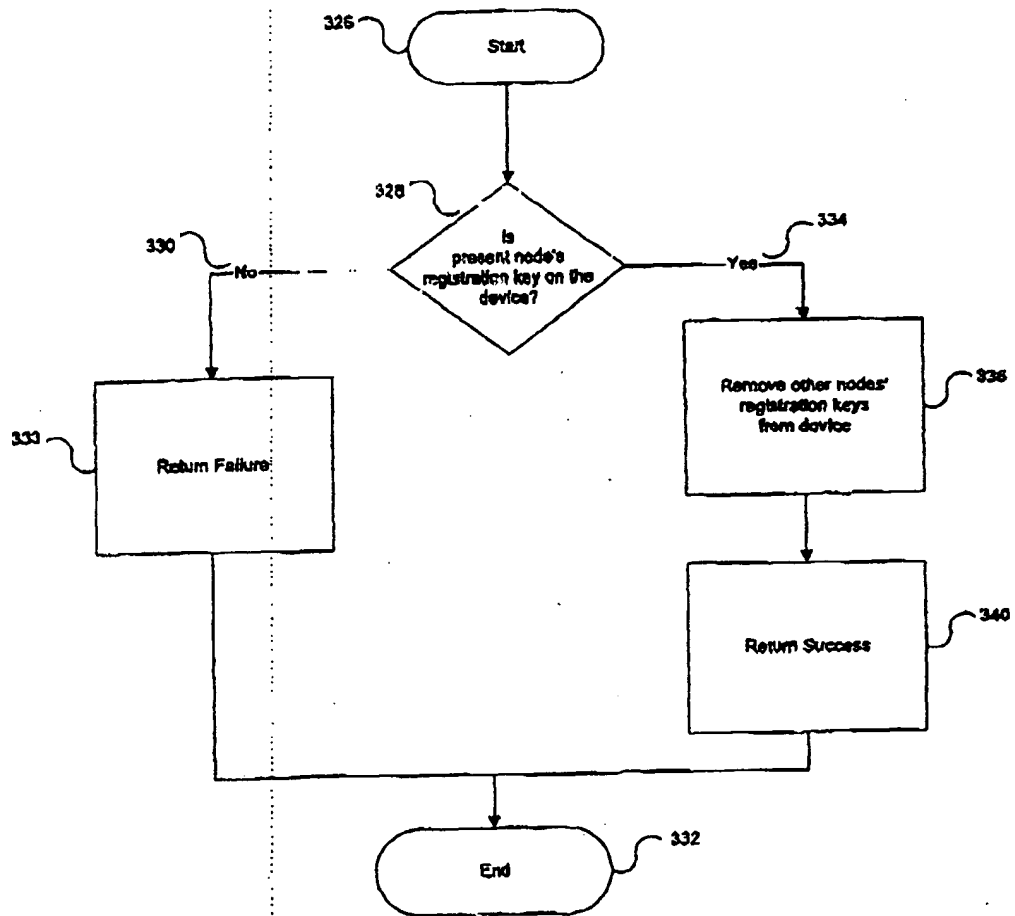 326
Start
328
Is
present node's
registration key on the
device?
330
No
334
Yes
333
Return Failure
Remove other nodes'
registration keys
from device
336
Return Success
340
End
332